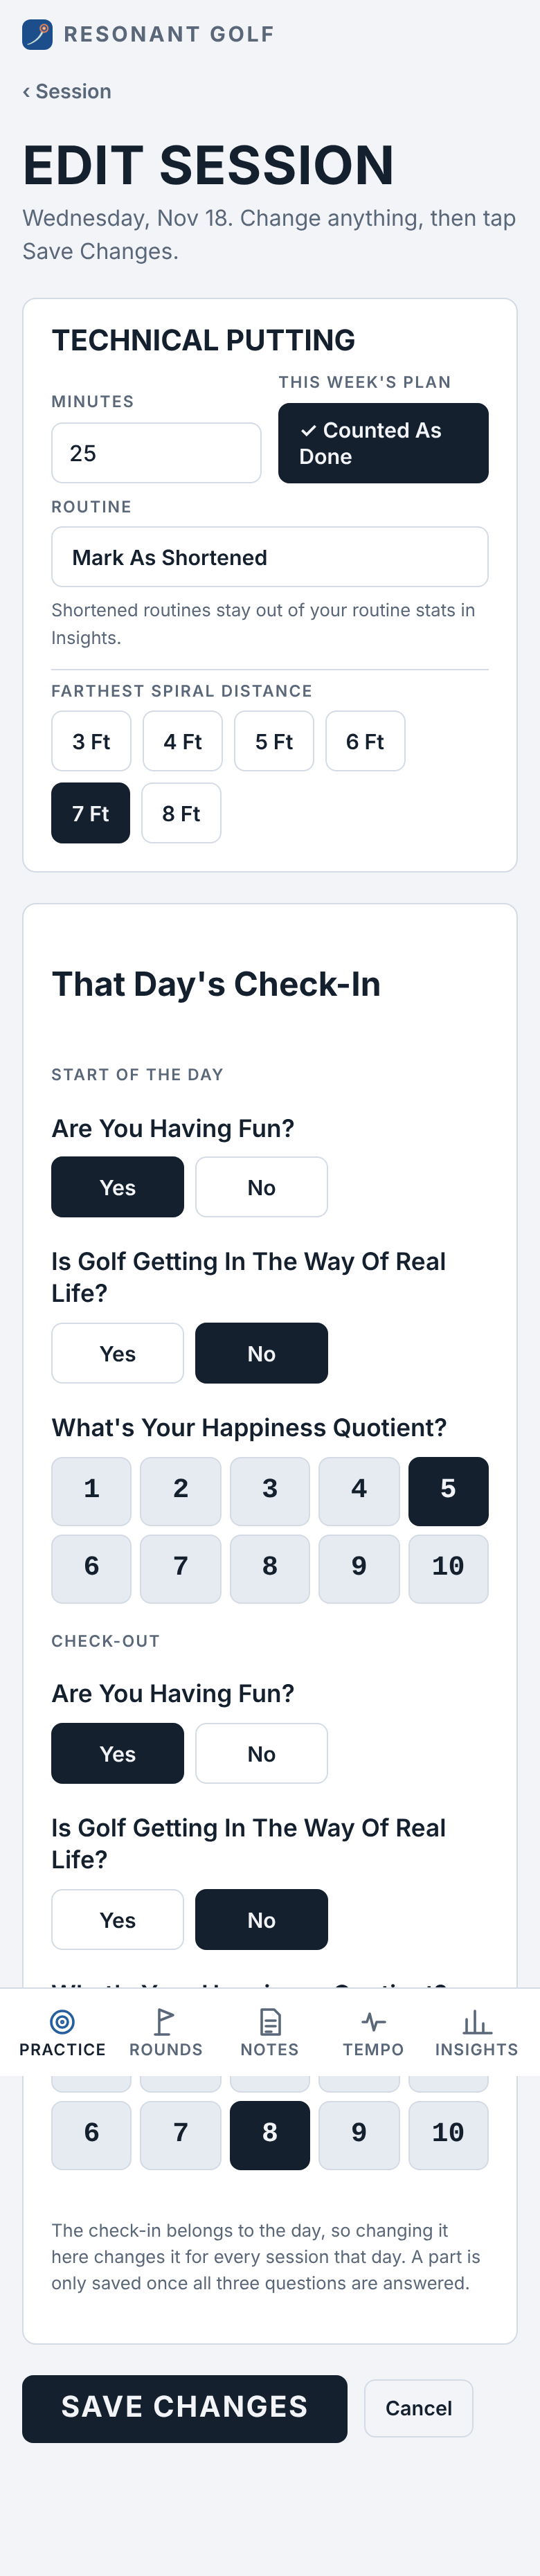 RESONANT GOLF
‹ Session
EDIT SESSION
Wednesday, Nov 18. Change anything, then tap
Save Changes.
TECHNICAL PUTTING
MINUTES
25
THIS WEEK'S PLAN
✓ Counted As
Done
ROUTINE
Mark As Shortened
Shortened routines stay out of your routine stats in
Insights.
FARTHEST SPIRAL DISTANCE
3 Ft 4 Ft 5 Ft 6 Ft
7 Ft 8 Ft
That Day's Check-In
START OF THE DAY
Are You Having Fun?
Yes No
Is Golf Getting In The Way Of Real
Life?
Yes No
What's Your Happiness Quotient?
1 2 3 4 5
6 7 8 9 10
CHECK-OUT
Are You Having Fun?
Yes No
Is Golf Getting In The Way Of Real
Life?
Yes No
PRACTICE ROUNDS NOTES TEMPO INSIGHTS
6 7 8 9 10
The check-in belongs to the day, so changing it
here changes it for every session that day. A part is
only saved once all three questions are answered.
SAVE CHANGES Cancel